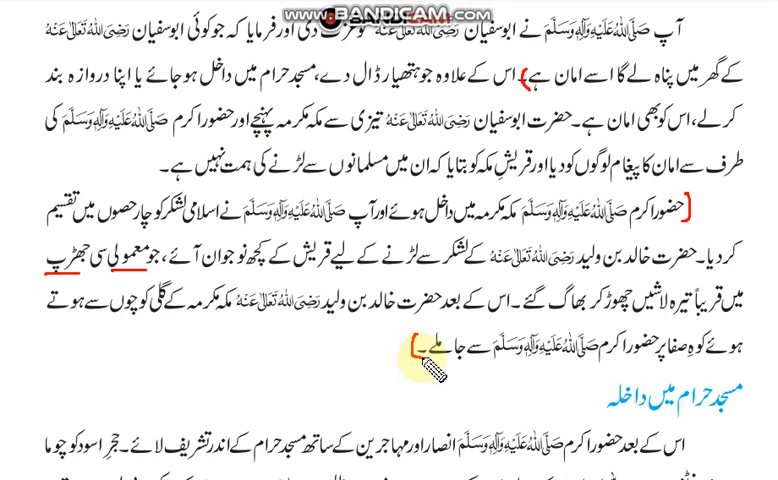 www.BANDICAM.com
آپ صَلَّى اللّٰهُ عَلَيْهِ وَآلِهٖ وَسَلَّمَ نے ابوسفیان رَضِيَ اللّٰهُ تَعَالٰى عَنْهُ دی اور فرمایا کہ جو کوئی ابوسفیان رَضِيَ اللّٰهُ تَعَالٰى عَنْهُ
کے گھر میں پناہ لے گا اسے امان ہے۔ اس کے علاوہ جو ہتھیار ڈال دے، مسجد حرام میں داخل ہو جائے یا اپنا دروازہ بند
کرلے، اس کو بھی امان ہے۔ حضرت ابوسفیان رَضِيَ اللّٰهُ تَعَالٰى عَنْهُ تیزی سے مکہ مکرمہ پہنچے اور حضور اکرم صَلَّى اللّٰهُ عَلَيْهِ وَآلِهٖ وَسَلَّمَ کی
طرف سے امان کا پیغام لوگوں کو دیا اور قریشِ مکہ کو بتایا کہ ان میں مسلمانوں سے لڑنے کی ہمت نہیں ہے۔
حضور اکرم صَلَّى اللّٰهُ عَلَيْهِ وَآلِهٖ وَسَلَّمَ مکہ مکرمہ میں داخل ہوئے اور آپ صَلَّى اللّٰهُ عَلَيْهِ وَآلِهٖ وَسَلَّمَ نے اسلامی لشکر کو چار حصوں میں تقسیم
کر دیا۔ حضرت خالد بن ولید رَضِيَ اللّٰهُ تَعَالٰى عَنْهُ کے لشکر سے لڑنے کے لیے قریش کے کچھ نوجوان آئے، جو معمولی سی جھڑپ
میں قریباً تیرہ لاشیں چھوڑ کر بھاگ گئے۔ اس کے بعد حضرت خالد بن ولید رَضِيَ اللّٰهُ تَعَالٰى عَنْهُ مکہ مکرمہ کے گلی کوچوں سے ہوتے
ہوئے کوہِ صفا پر حضور اکرم صَلَّى اللّٰهُ عَلَيْهِ وَآلِهٖ وَسَلَّمَ سے جا ملے۔
مسجد حرام میں داخلہ
اس کے بعد حضور اکرم صَلَّى اللّٰهُ عَلَيْهِ وَآلِهٖ وَسَلَّمَ انصار اور مہاجرین کے ساتھ مسجد حرام کے اندر تشریف لائے۔ حجرِ اسود کو چوما